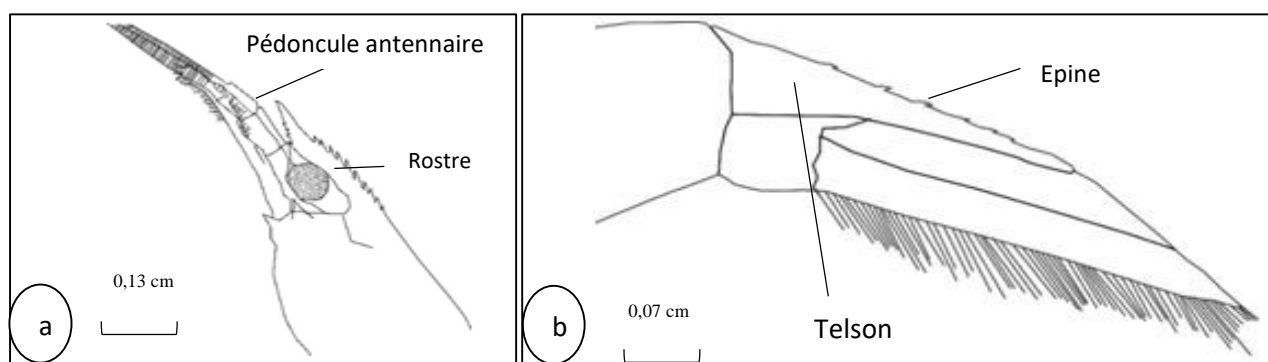 Pédoncule antennaire
Rostre
0,13 cm
a
Epine
Telson
0,07 cm
b